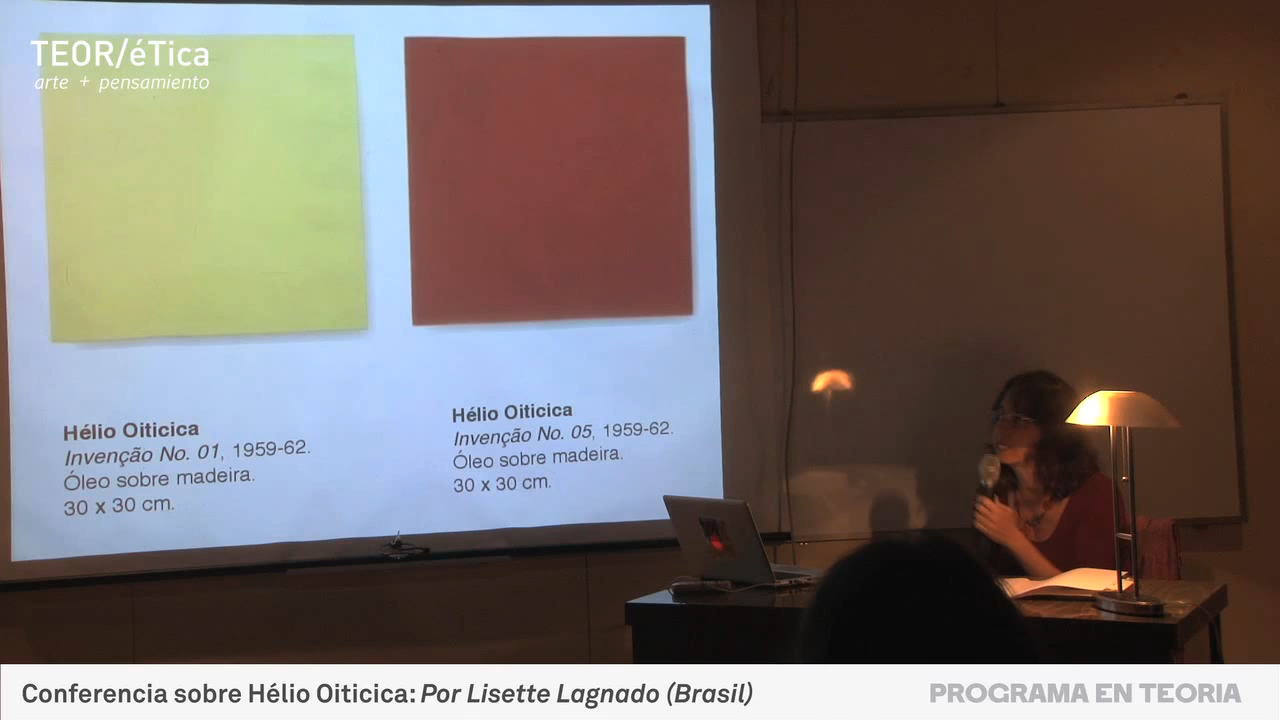 TEOR/éTica
arte + pensamiento
Hélio Oiticica
Invenção No. 01, 1959-62.
Óleo sobre madeira.
30 x 30 cm.
Hélio Oiticica
Invenção No. 05, 1959-62.
Óleo sobre madeira.
30 x 30 cm.
Conferencia sobre Hélio Oiticica: Por Lisette Lagnado (Brasil)
PROGRAMA EN TEORIA